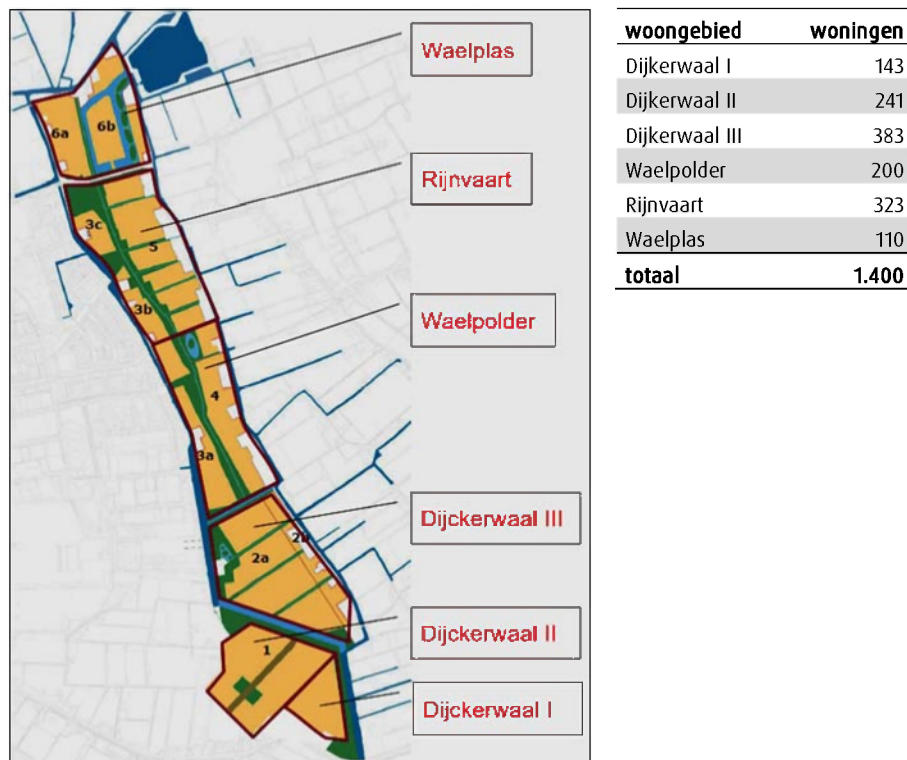 Waelplas
6a
6b
Rijnvaart
3c
5
3b
Waelpolder
4
3a
Dijckerwaal III
2b
2a
Dijckerwaal II
1
Dijckerwaal I
woongebied woningen
Dijkerwaal I 143
Dijkerwaal II 241
Dijkerwaal III 383
Waelpolder 200
Rijnvaart 323
Waelplas 110
totaal 1.400